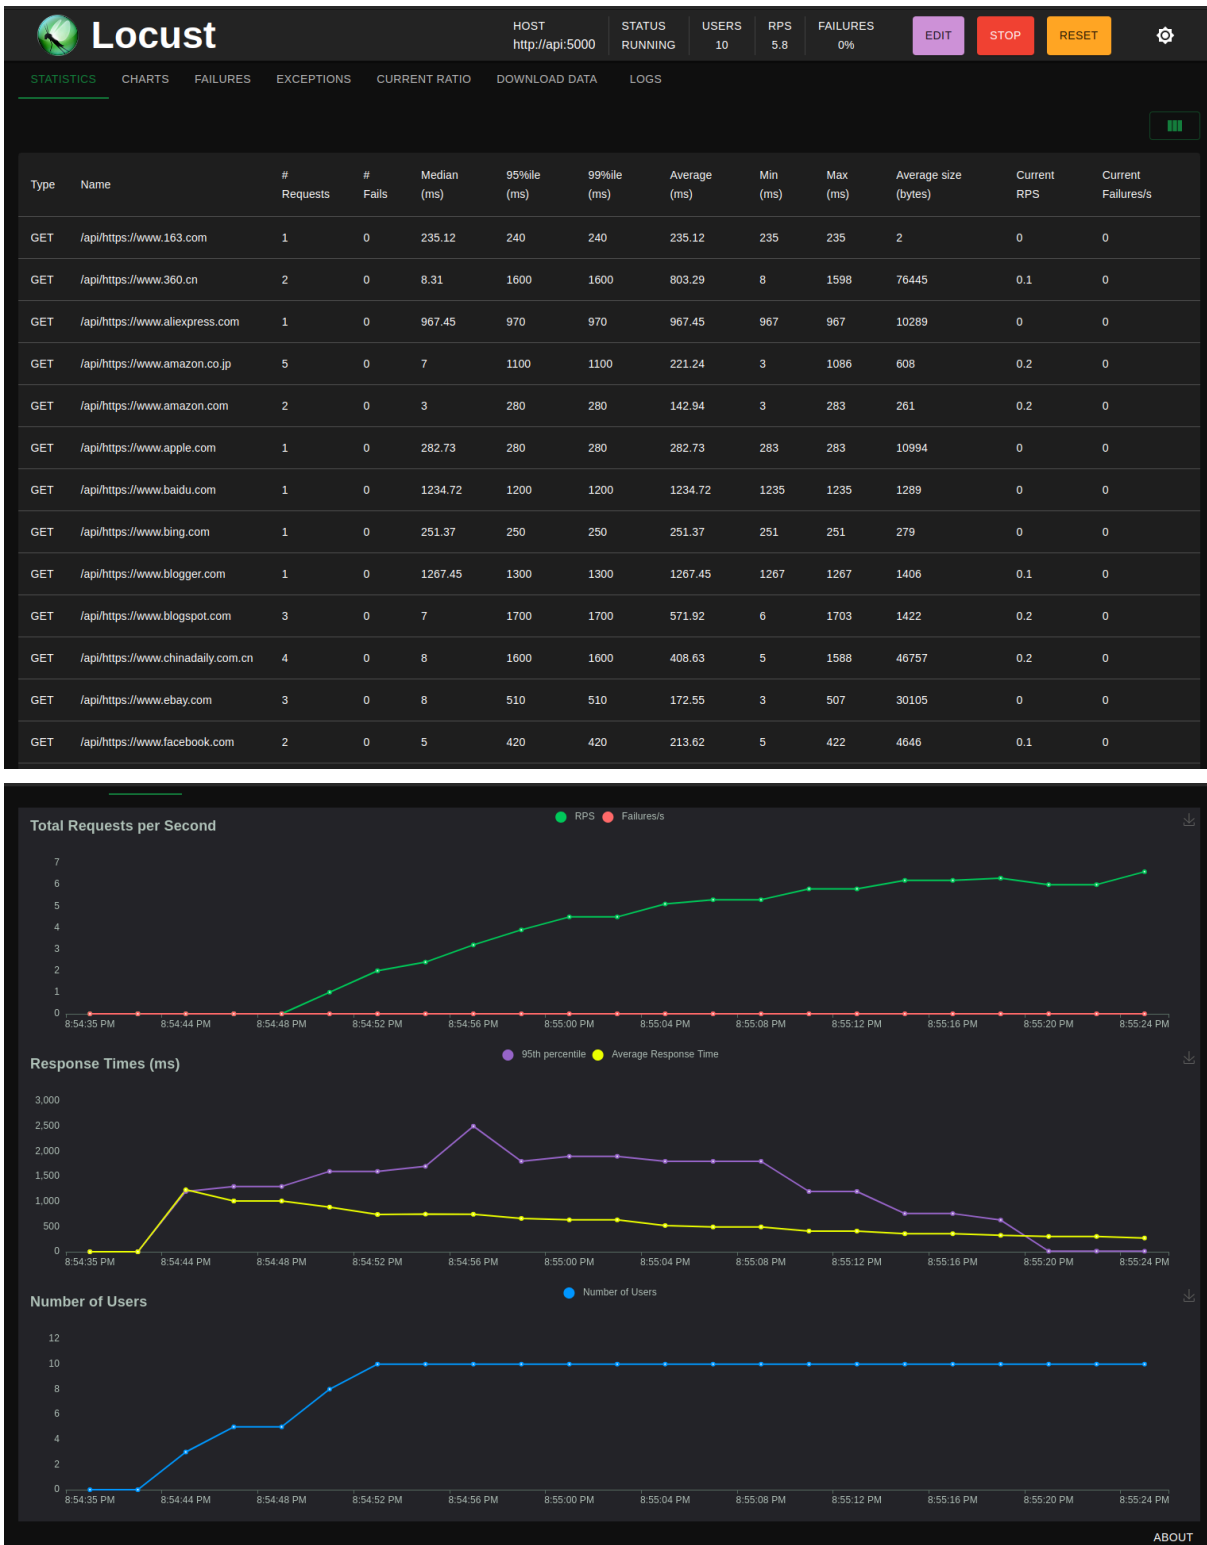 Locust
HOST
http://api:5000
STATUS
RUNNING
USERS
10
RPS
5.8
FAILURES
0%
EDIT
STOP
RESET
STATISTICS CHARTS FAILURES EXCEPTIONS CURRENT RATIO DOWNLOAD DATA LOGS
Type Name # Requests # Fails Median (ms) 95%ile (ms) 99%ile (ms) Average (ms) Min (ms) Max (ms) Average size (bytes) Current RPS Current Failures/s
GET /api/https://www.163.com 1 0 235.12 240 240 235.12 235 235 2 0 0
GET /api/https://www.360.cn 2 0 8.31 1600 1600 803.29 8 1598 76445 0.1 0
GET /api/https://www.aliexpress.com 1 0 967.45 970 970 967.45 967 967 10289 0 0
GET /api/https://www.amazon.co.jp 5 0 7 1100 1100 221.24 3 1086 608 0.2 0
GET /api/https://www.amazon.com 2 0 3 280 280 142.94 3 283 261 0.2 0
GET /api/https://www.apple.com 1 0 282.73 280 280 282.73 283 283 10994 0 0
GET /api/https://www.baidu.com 1 0 1234.72 1200 1200 1234.72 1235 1235 1289 0 0
GET /api/https://www.bing.com 1 0 251.37 250 250 251.37 251 251 279 0 0
GET /api/https://www.blogger.com 1 0 1267.45 1300 1300 1267.45 1267 1267 1406 0.1 0
GET /api/https://www.blogspot.com 3 0 7 1700 1700 571.92 6 1703 1422 0.2 0
GET /api/https://www.chinadaily.com.cn 4 0 8 1600 1600 408.63 5 1588 46757 0.2 0
GET /api/https://www.ebay.com 3 0 8 510 510 172.55 3 507 30105 0 0
GET /api/https://www.facebook.com 2 0 5 420 420 213.62 5 422 4646 0.1 0
Total Requests per Second
RPS Failures/s
7
6
5
4
3
2
1
0
8:54:35 PM 8:54:44 PM 8:54:48 PM 8:54:52 PM 8:54:56 PM 8:55:00 PM 8:55:04 PM 8:55:08 PM 8:55:12 PM 8:55:16 PM 8:55:20 PM 8:55:24 PM
Response Times (ms)
95th percentile Average Response Time
3,000
2,500
2,000
1,500
1,000
500
0
8:54:35 PM 8:54:44 PM 8:54:48 PM 8:54:52 PM 8:54:56 PM 8:55:00 PM 8:55:04 PM 8:55:08 PM 8:55:12 PM 8:55:16 PM 8:55:20 PM 8:55:24 PM
Number of Users
Number of Users
12
10
8
6
4
2
0
8:54:35 PM 8:54:44 PM 8:54:48 PM 8:54:52 PM 8:54:56 PM 8:55:00 PM 8:55:04 PM 8:55:08 PM 8:55:12 PM 8:55:16 PM 8:55:20 PM 8:55:24 PM
ABOUT